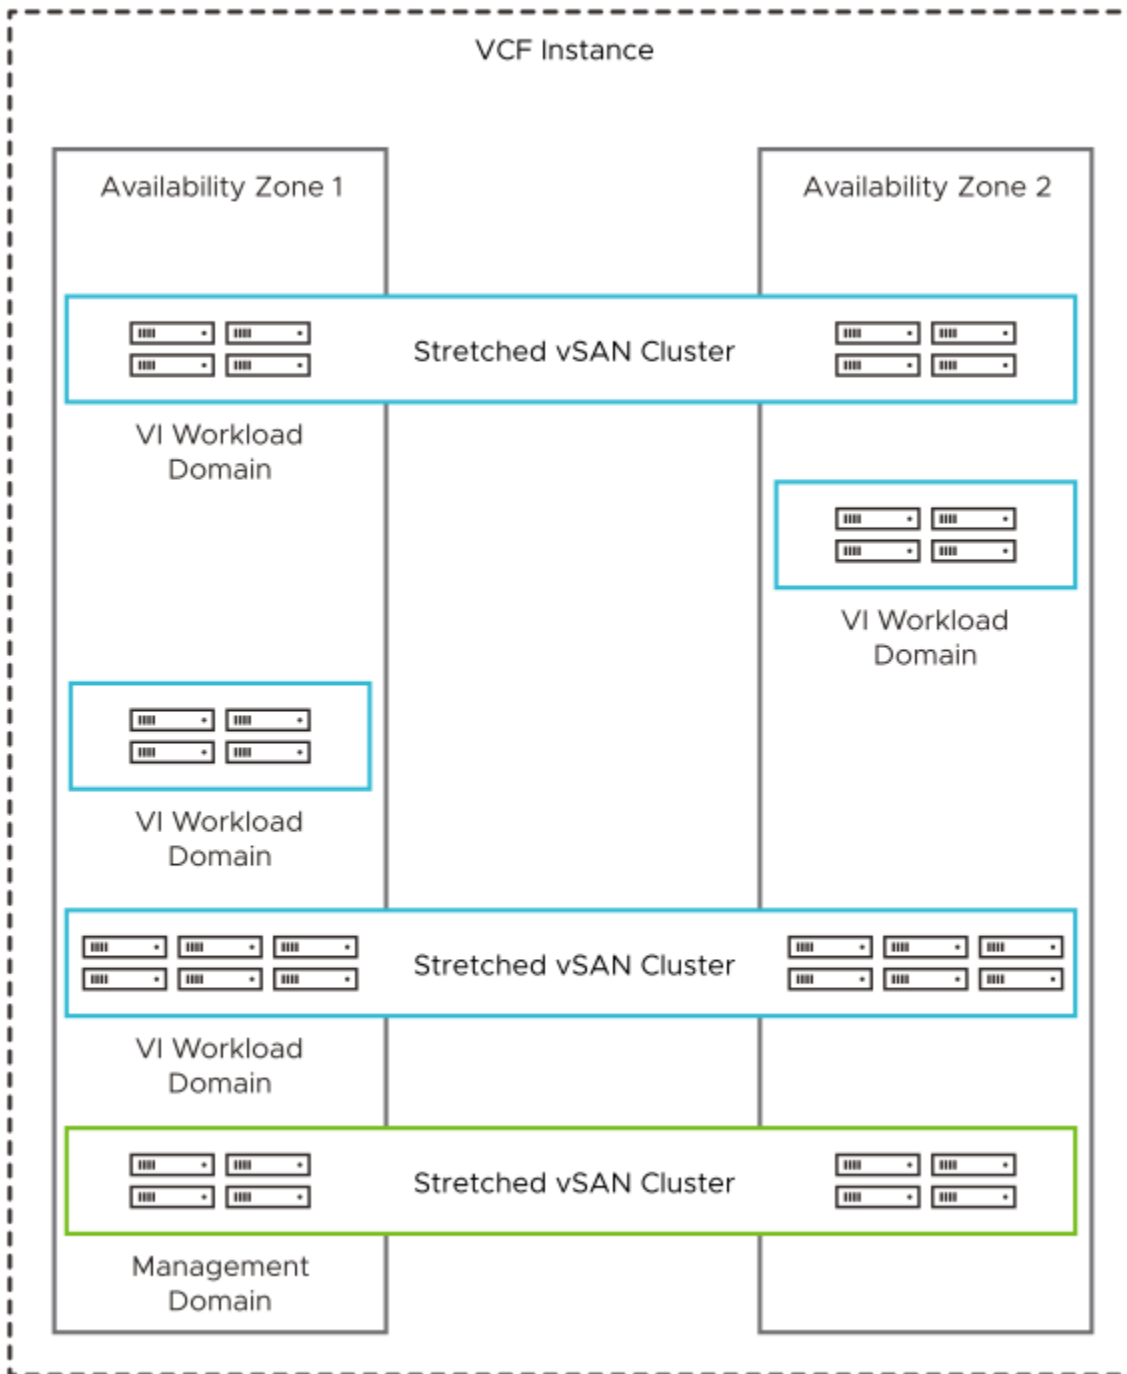 VCF Instance
Availability Zone 1
Availability Zone 2
Stretched vSAN Cluster
VI Workload
Domain
VI Workload
Domain
VI Workload
Domain
Stretched vSAN Cluster
VI Workload
Domain
Stretched vSAN Cluster
Management
Domain